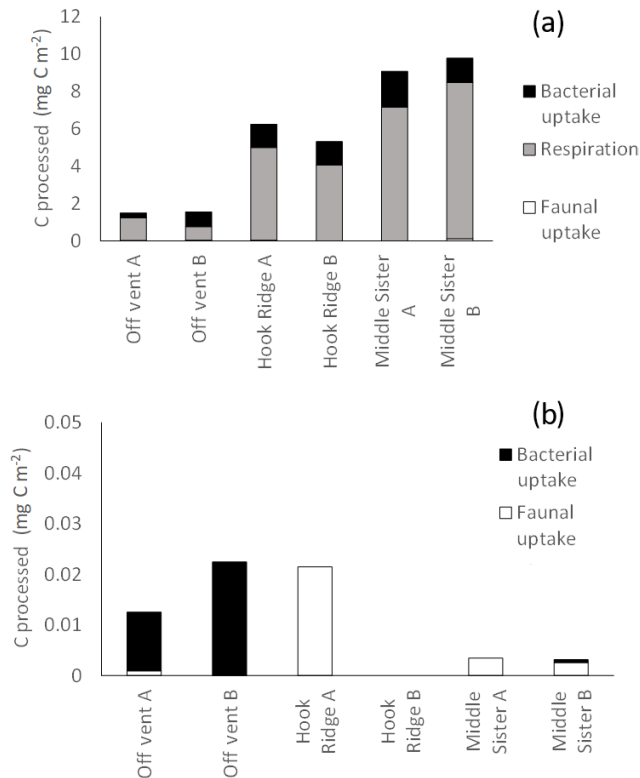 (a)
C processed (mg C m-2)
12
10
8
6
4
2
0
Bacterial
uptake
Respiration
Faunal
uptake
Off vent A
Off vent B
Hook Ridge A
Hook Ridge B
Middle Sister
A
Middle Sister
B
(b)
C processed (mg C m-2)
0.05
0.04
0.03
0.02
0.01
0
Bacterial
uptake
Faunal
uptake
Off vent A
Off vent B
Hook
Ridge A
Hook
Ridge B
Middle
Sister A
Middle
Sister B